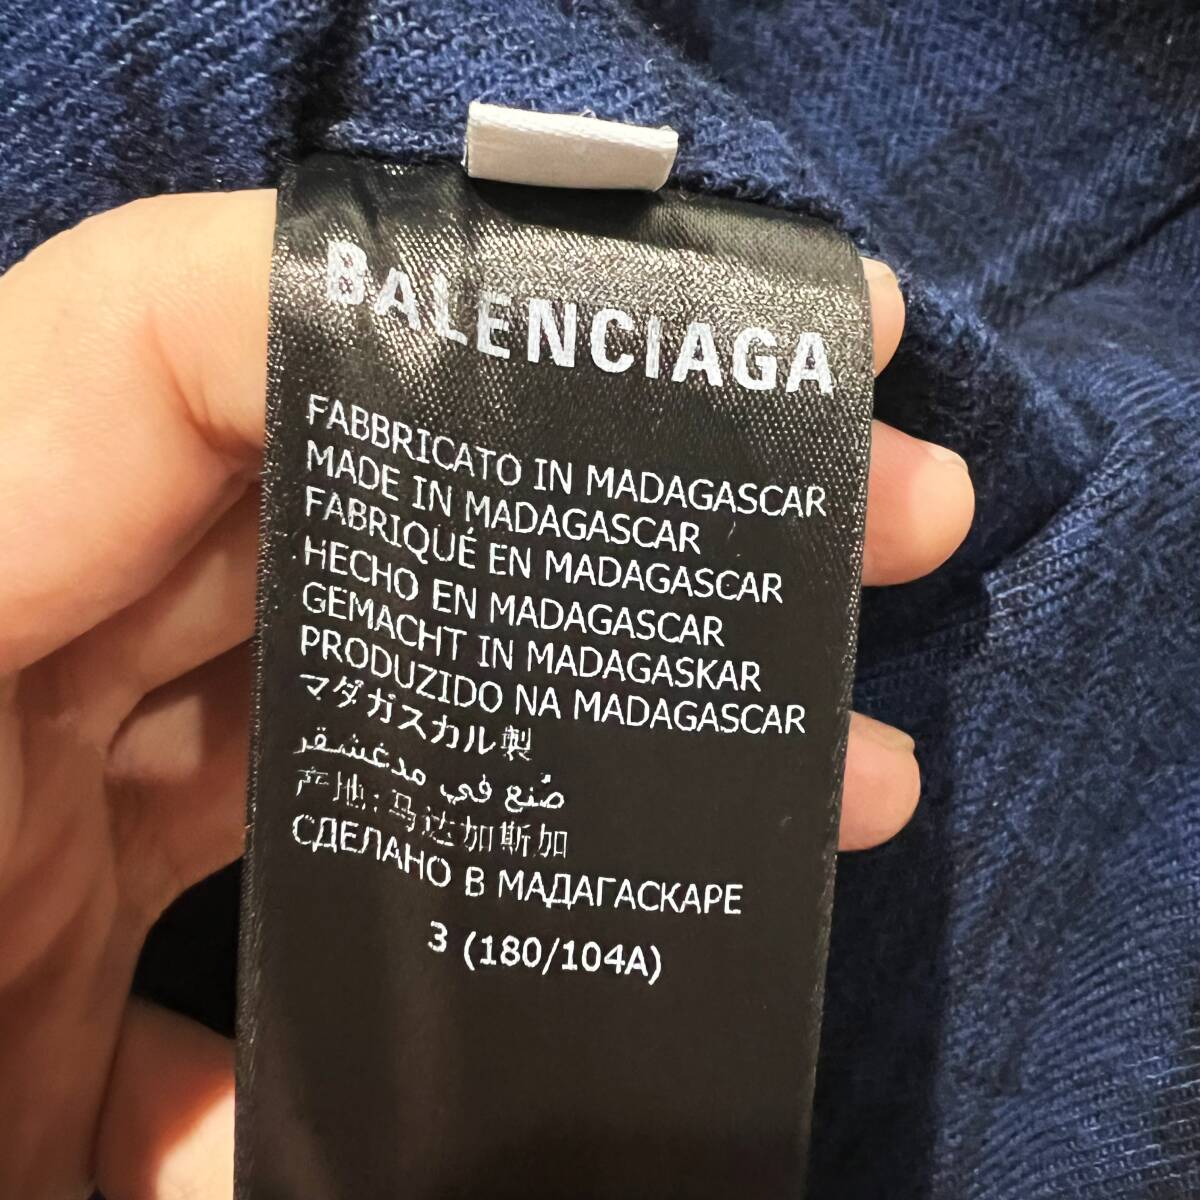 BALENCIAGA
FABBRICATO IN MADAGASCAR
MADE IN MADAGASCAR
FABRIQUÉ EN MADAGASCAR
HECHO EN MADAGASCAR
GEMACHT IN MADAGASKAR
PRODUZIDO NA MADAGASCAR
マダガスカル製
صُنع في مدغشقر
产地:马达加斯加
СДЕЛАНО В МАДАГАСКАРЕ
3 (180/104A)